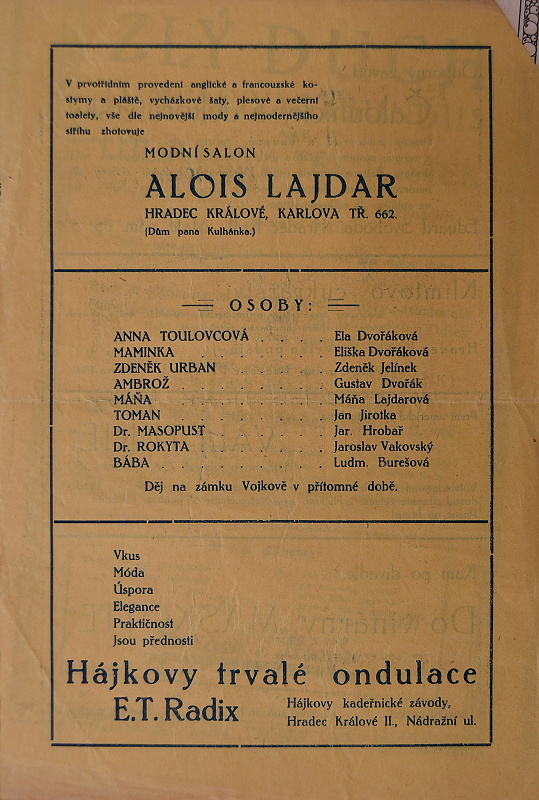 V prvotřídním provedení anglické a francouzské ko-
stymy a pláště, vycházkové šaty, plesové a večerní
toalety, vše dle nejnovější mody a nejmodernějšího
střihu zhotovuje
MODNÍ SALON
ALOIS LAJDAR
HRADEC KRÁLOVÉ, KARLOVA TŘ. 662.
(Dům pana Kulhánka.)
OSOBY:
ANNA TOULOVCOVÁ . . . . . Ela Dvořáková
MAMINKA . . . . . . . . Eliška Dvořáková
ZDENĚK URBAN . . . . . . Zdeněk Jelínek
AMBROŽ . . . . . . . . Gustav Dvořák
MÁŇA . . . . . . . . . Máňa Lajdarová
TOMAN . . . . . . . . . Jan Jirotka
Dr. MASOPUST . . . . . . Jar. Hrobař
Dr. ROKYTA . . . . . . . Jaroslav Vakovský
BÁBA . . . . . . . . . Ludm. Burešová
Děj na zámku Vojkově v přítomné době.
Vkus
Móda
Úspora
Elegance
Praktičnost
Jsou přednosti
Hájkovy trvalé ondulace
E.T. Radix
Hájkovy kadeřnické závody,
Hradec Králové II., Nádražní ul.